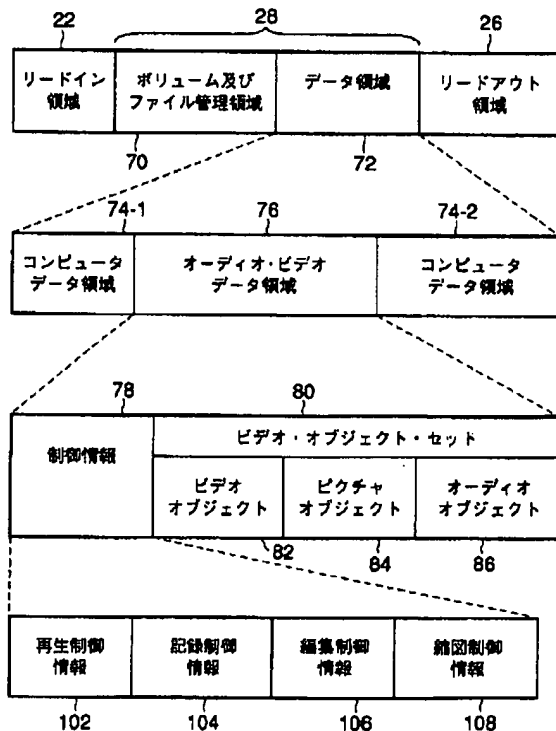 22 28 26
リードイン ボリューム及び データ領域 リードアウト
領域 ファイル管理領域 領域
70 72
74-1 76 74-2
コンピュータ オーディオ・ビデオ コンピュータ
データ領域 データ領域 データ領域
78 80
制御情報 ビデオ・オブジェクト・セット
ビデオ ピクチャ オーディオ
オブジェクト オブジェクト オブジェクト
82 84 86
再生制御 記録制御 編集制御 縮図制御
情報 情報 情報 情報
102 104 106 108